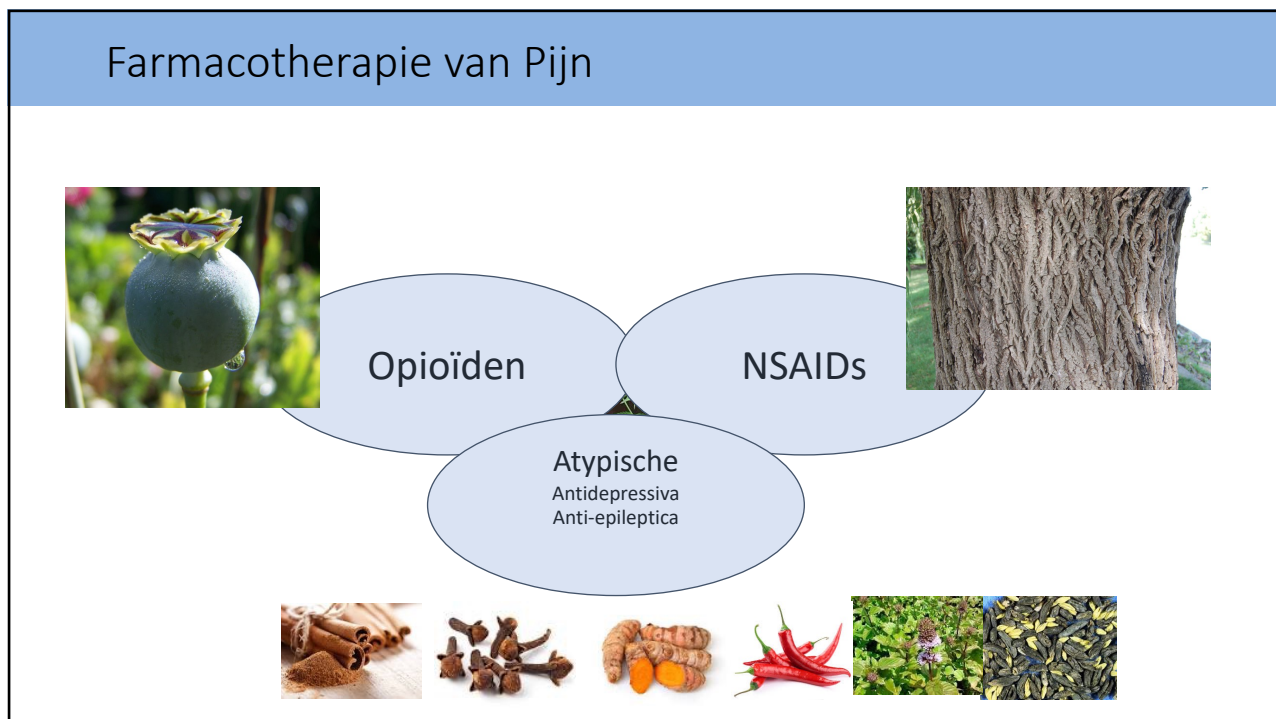 Farmacotherapie van Pijn
Opioïden
NSAIDs
Atypische
Antidepressiva
Anti-epileptica